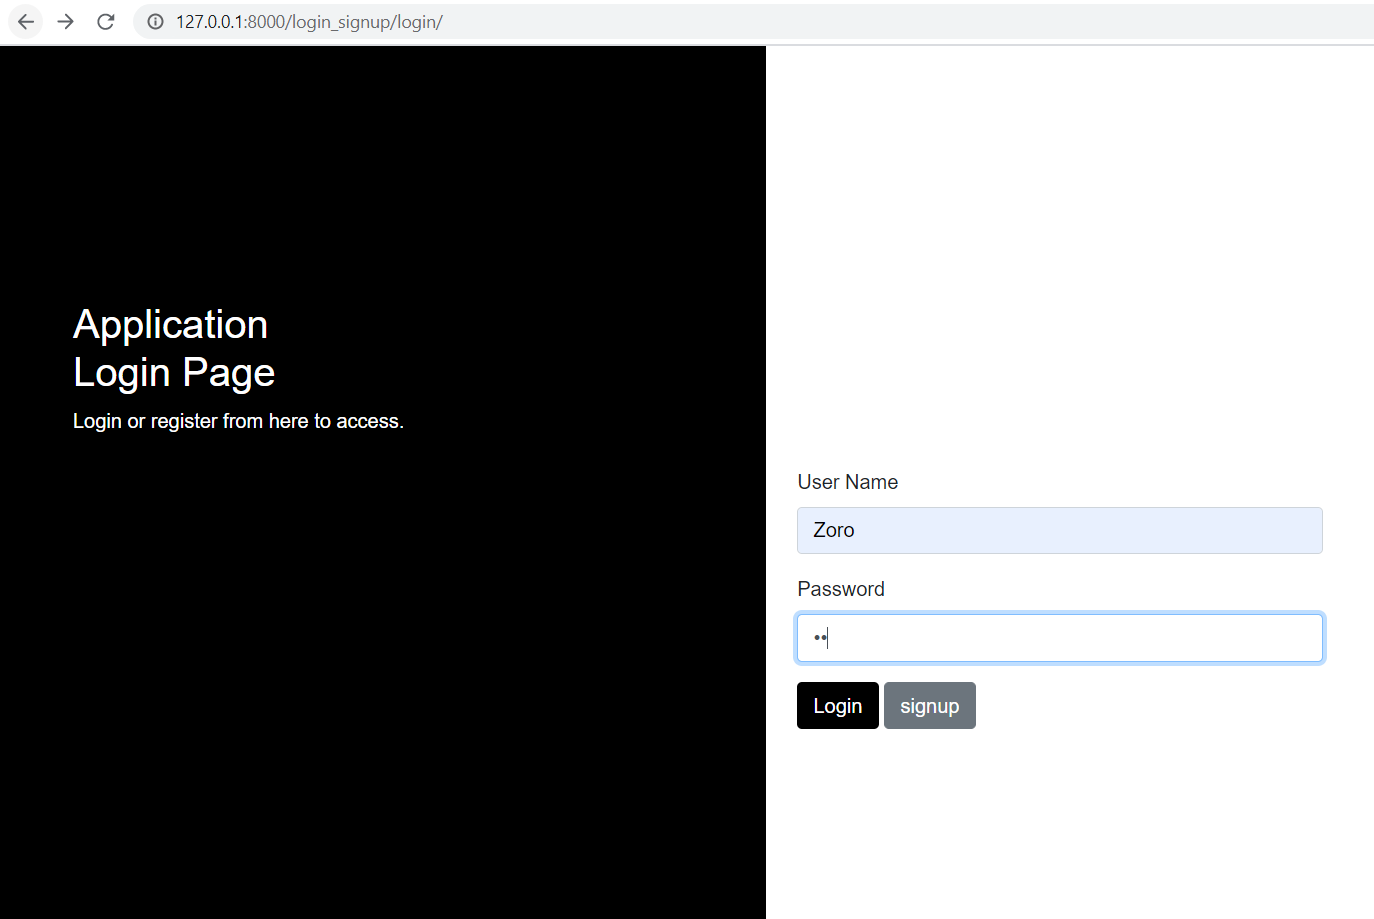 127.0.0.1:8000/login_signup/login/
Application
Login Page
Login or register from here to access.
User Name
Zoro
Password
••
Login signup